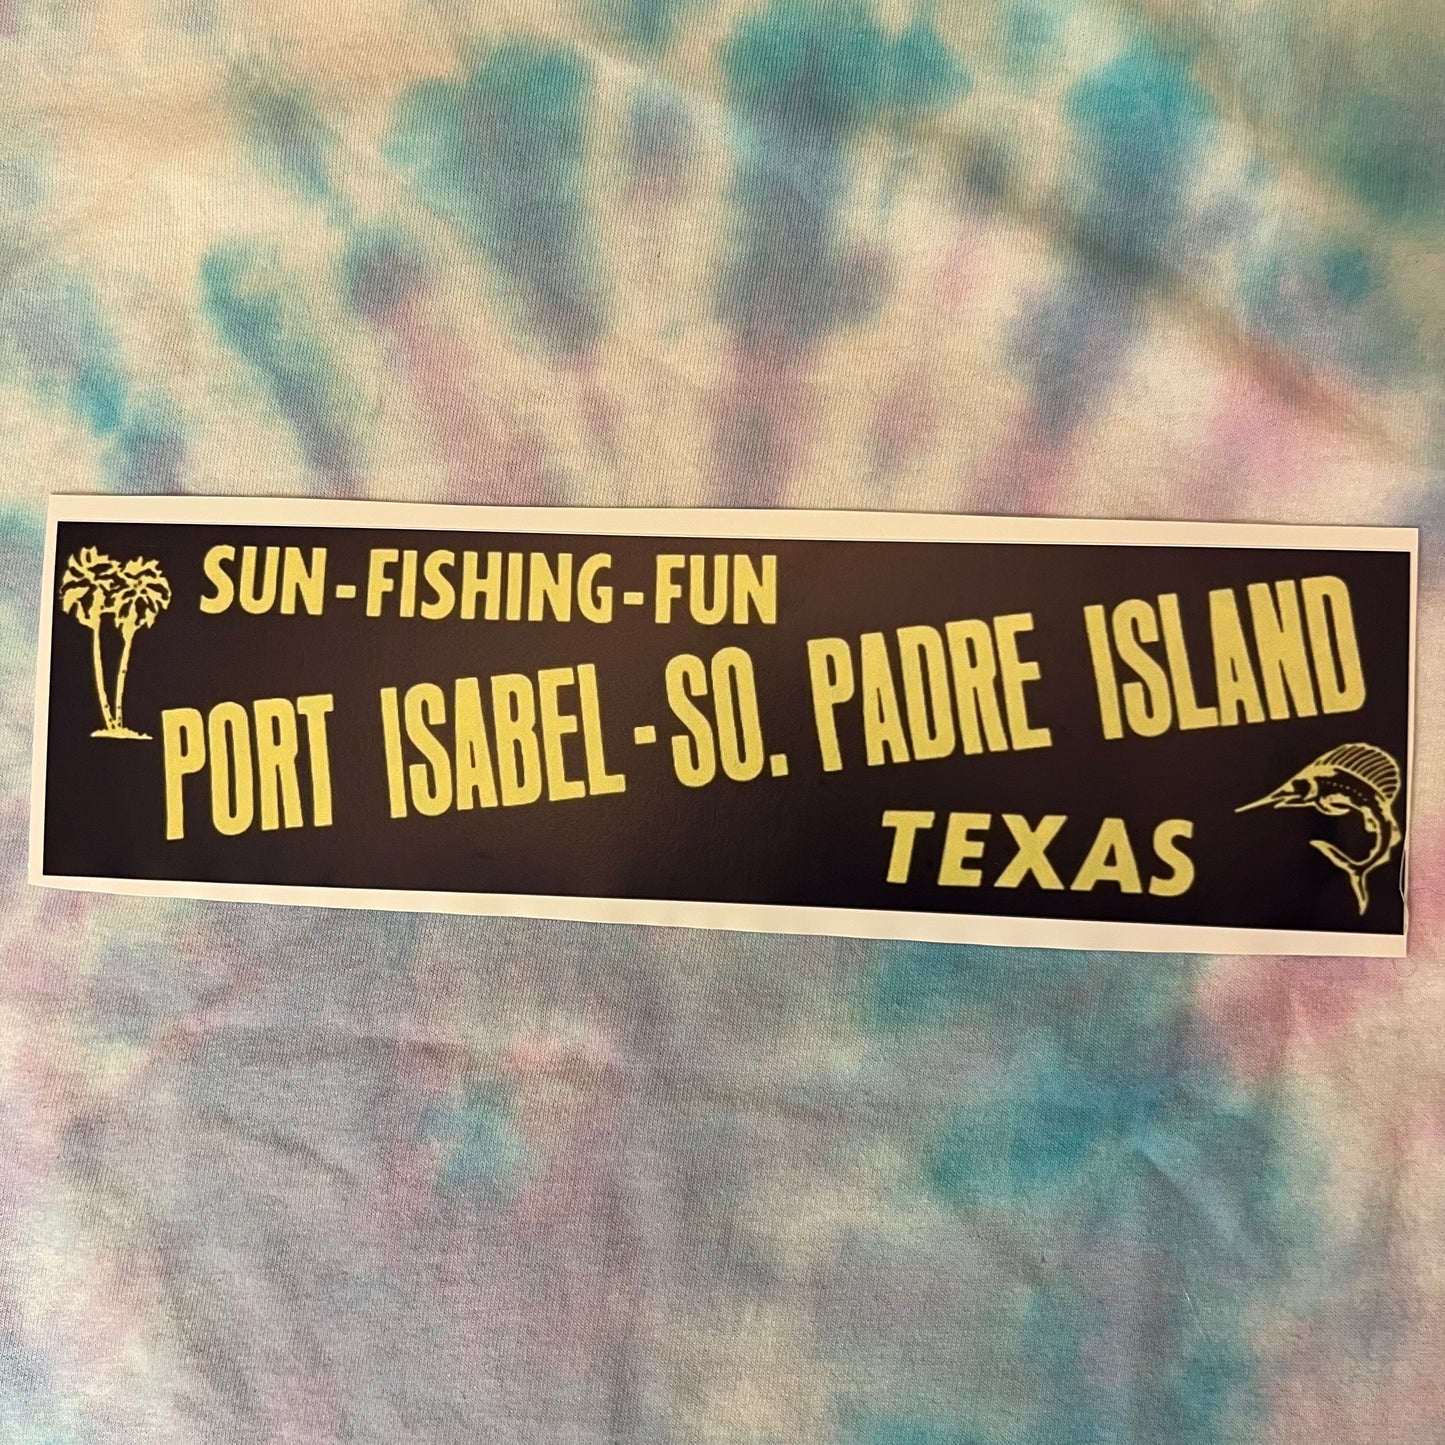 SUN-FISHING-FUN
PORT ISABEL-SO. PADRE ISLAND
TEXAS